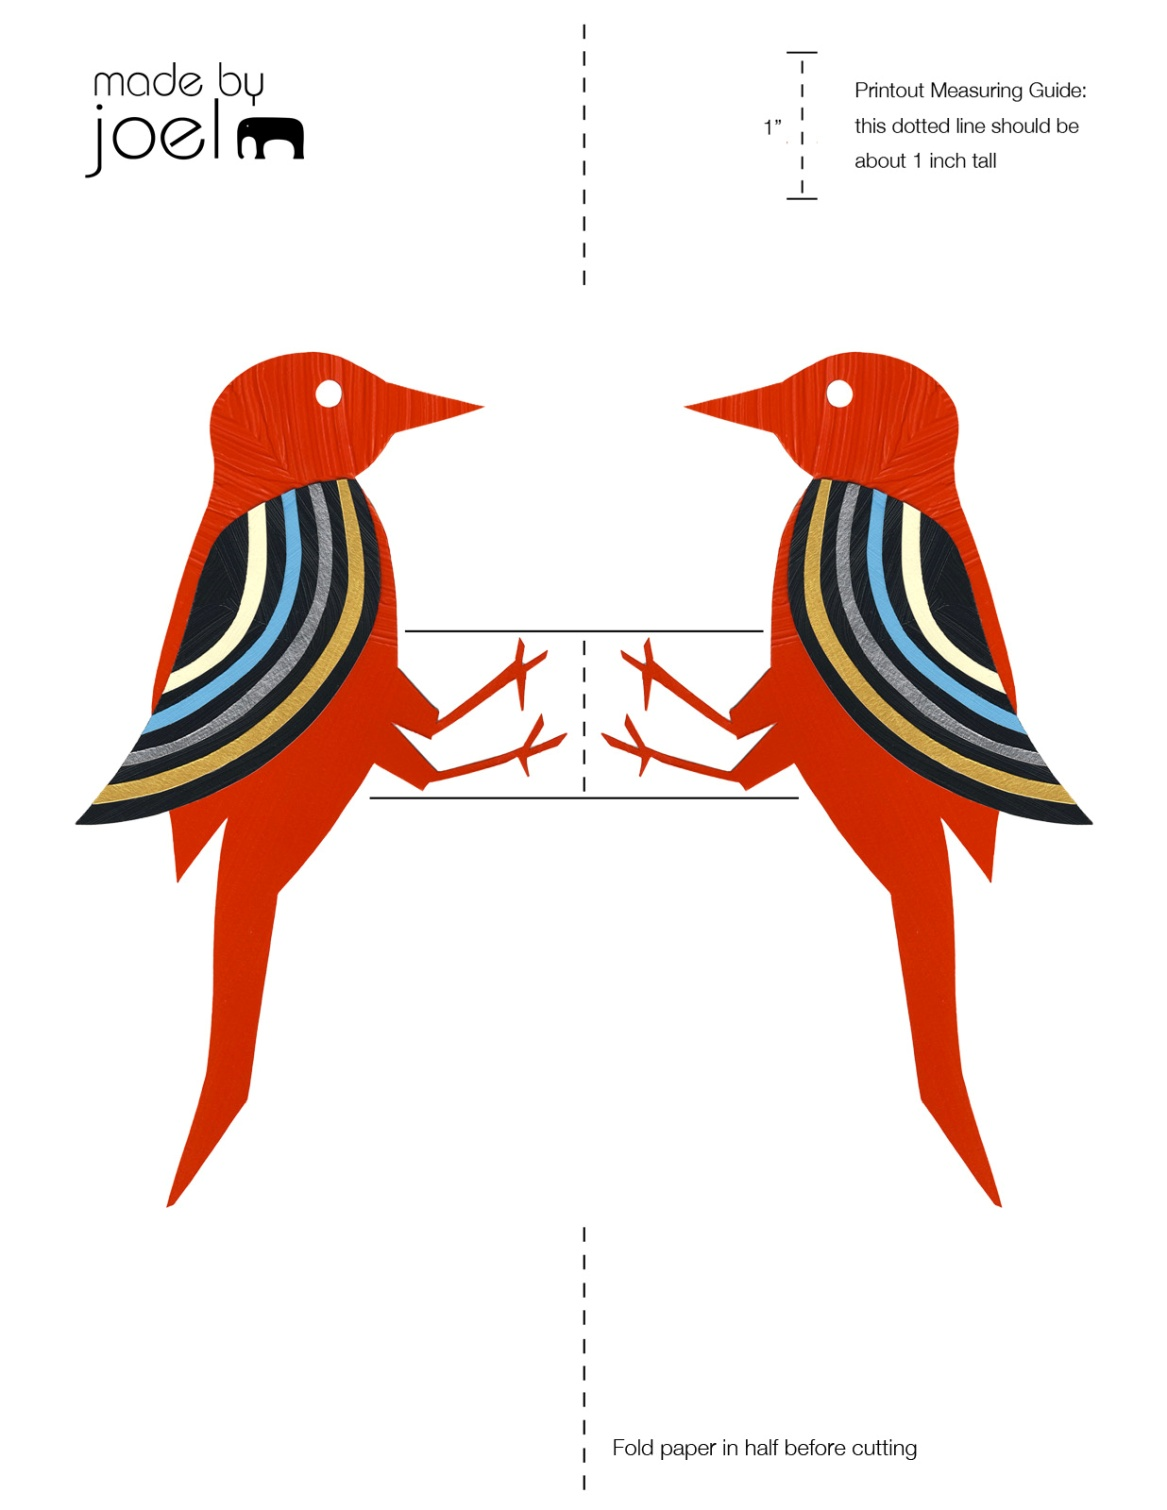 made by
joel
1”
Printout Measuring Guide:
this dotted line should be
about 1 inch tall
Fold paper in half before cutting